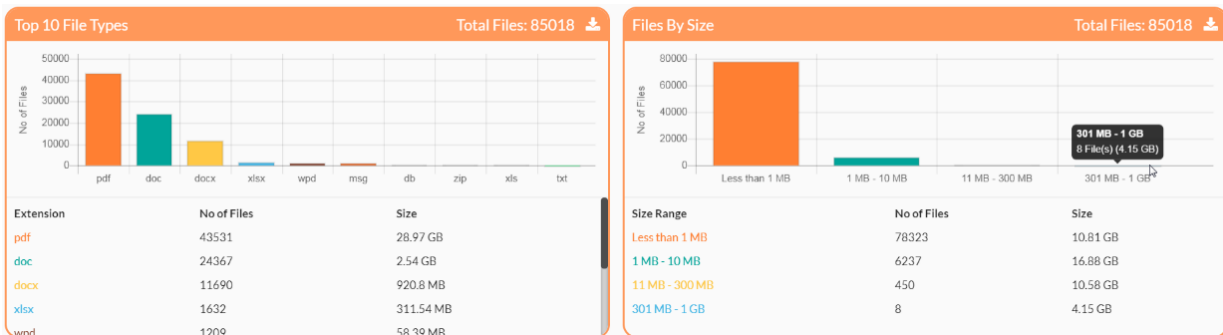 Top 10 File Types Total Files: 85018
No of Files
50000
40000
30000
20000
10000
0
pdf doc docx xlsx wpd msg db zip xls txt
Extension No of Files Size
pdf 43531 28.97 GB
doc 24367 2.54 GB
docx 11690 920.8 MB
xlsx 1632 311.54 MB
wpd 1209 58.39 MB
Files By Size Total Files: 85018
No of Files
80000
60000
40000
20000
0
301 MB - 1 GB
8 File(s) (4.15 GB)
Less than 1 MB 1 MB - 10 MB 11 MB - 300 MB 301 MB - 1 GB
Size Range No of Files Size
Less than 1 MB 78323 10.81 GB
1 MB - 10 MB 6237 16.88 GB
11 MB - 300 MB 450 10.58 GB
301 MB - 1 GB 8 4.15 GB